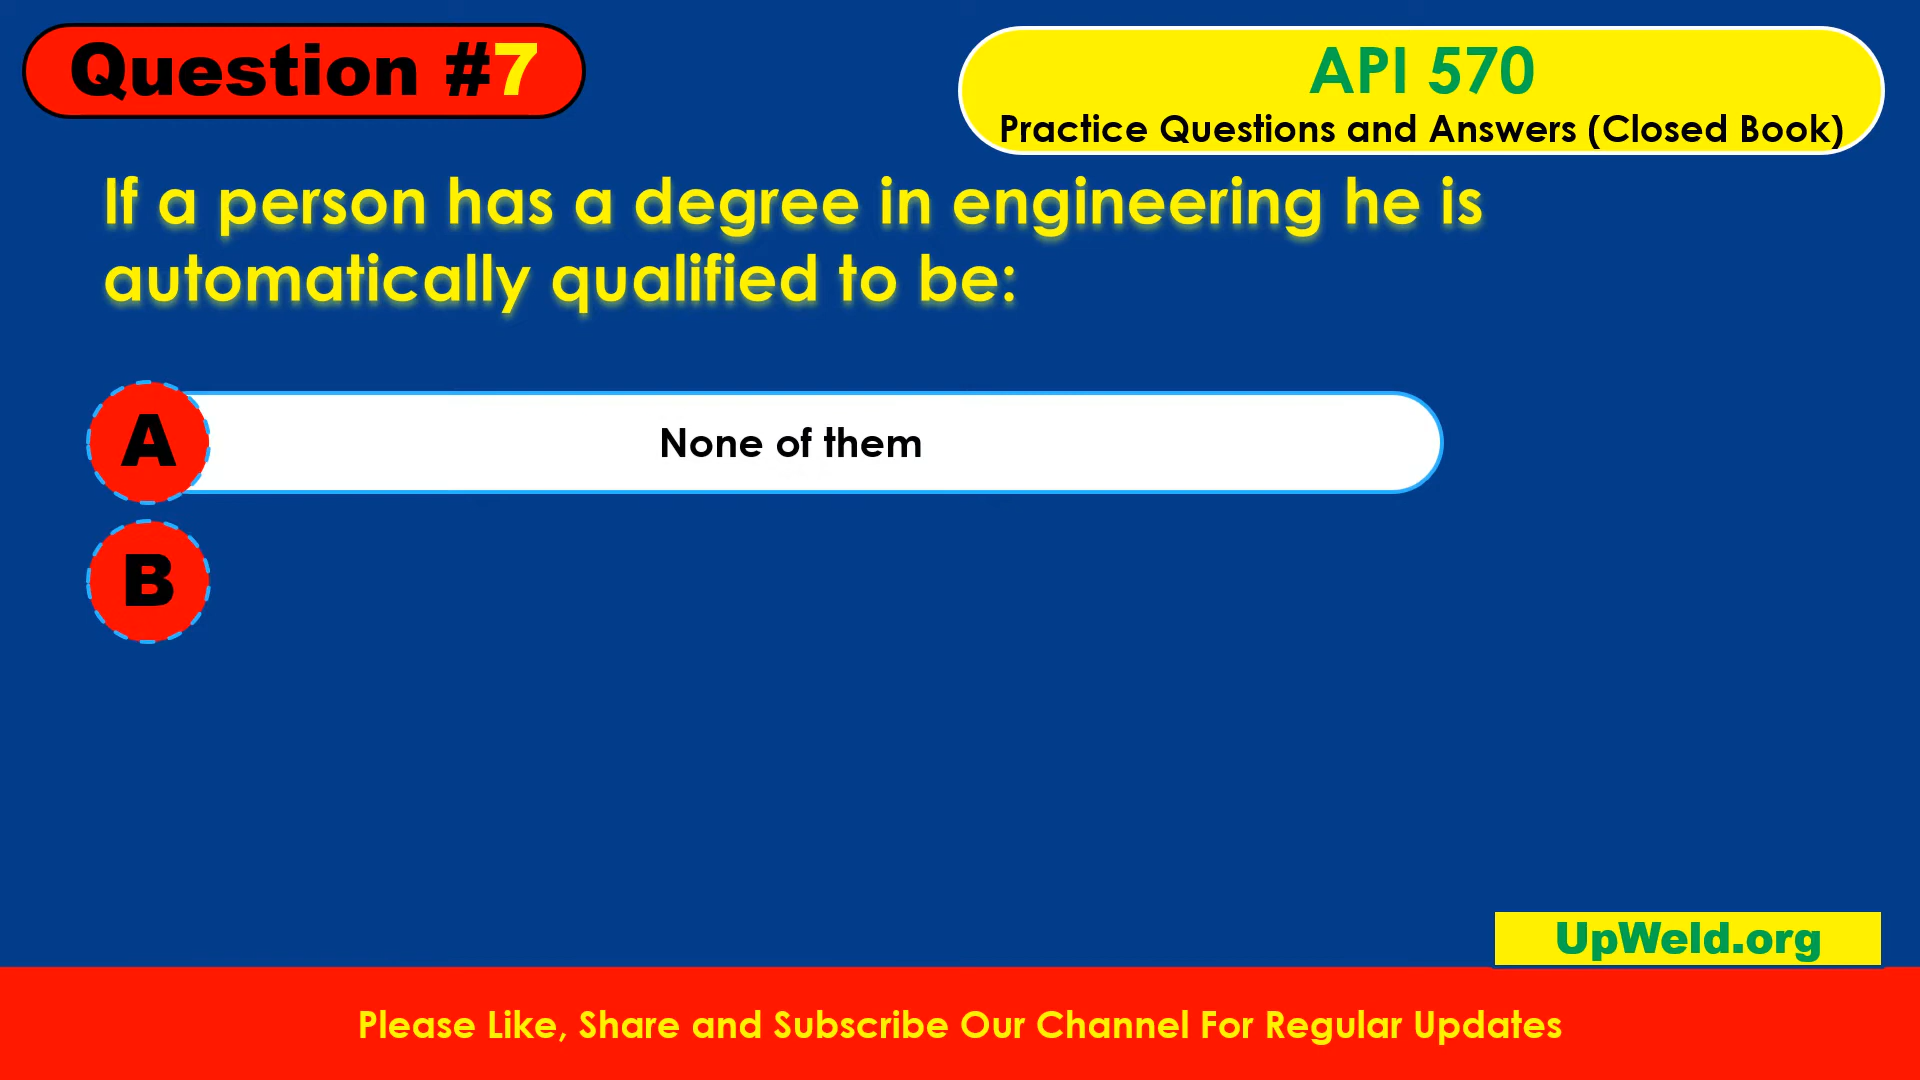 Question #7
API 570
Practice Questions and Answers (Closed Book)
If a person has a degree in engineering he is
automatically qualified to be:
A
None of them
B
UpWeld.org
Please Like, Share and Subscribe Our Channel For Regular Updates